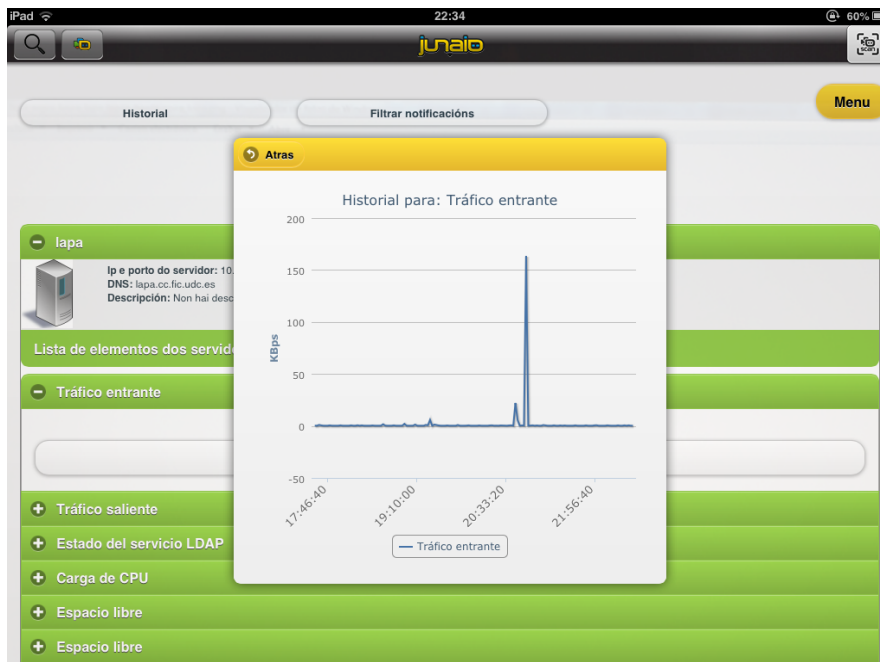 iPad
22:34
60%
junaio
scan
Historial
Filtrar notificacións
Menu
Atras
Historial para: Tráfico entrante
200
150
100
50
0
-50
KBps
17:46:40
19:10:00
20:33:20
21:56:40
Tráfico entrante
lapa
Ip e porto do servidor: 10.
DNS: lapa.cc.fic.udc.es
Descripción: Non hai desc
Lista de elementos dos servid
Tráfico entrante
Tráfico saliente
Estado del servicio LDAP
Carga de CPU
Espacio libre
Espacio libre